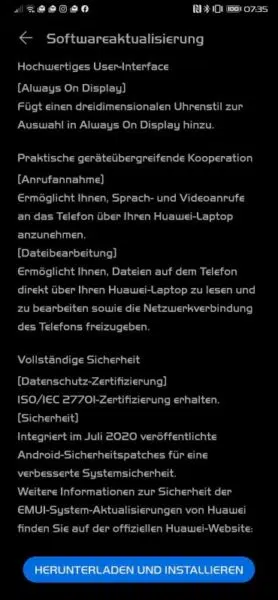 07:35
Softwareaktualisierung
Hochwertiges User-Interface
[Always On Display]
Fügt einen dreidimensionalen Uhrenstil zur
Auswahl in Always On Display hinzu.
Praktische geräteübergreifende Kooperation
[Anrufannahme]
Ermöglicht Ihnen, Sprach- und Videoanrufe
an das Telefon über Ihren Huawei-Laptop
anzunehmen.
[Dateibearbeitung]
Ermöglicht Ihnen, Dateien auf dem Telefon
direkt über Ihren Huawei-Laptop zu lesen und
zu bearbeiten sowie die Netzwerkverbindung
des Telefons freizugeben.
Vollständige Sicherheit
[Datenschutz-Zertifizierung]
ISO/IEC 27701-Zertifizierung erhalten.
[Sicherheit]
Integriert im Juli 2020 veröffentlichte
Android-Sicherheitspatches für eine
verbesserte Systemsicherheit.
Weitere Informationen zur Sicherheit der
EMUI-System-Aktualisierungen von Huawei
finden Sie auf der offiziellen Huawei-Website:
HERUNTERLADEN UND INSTALLIEREN